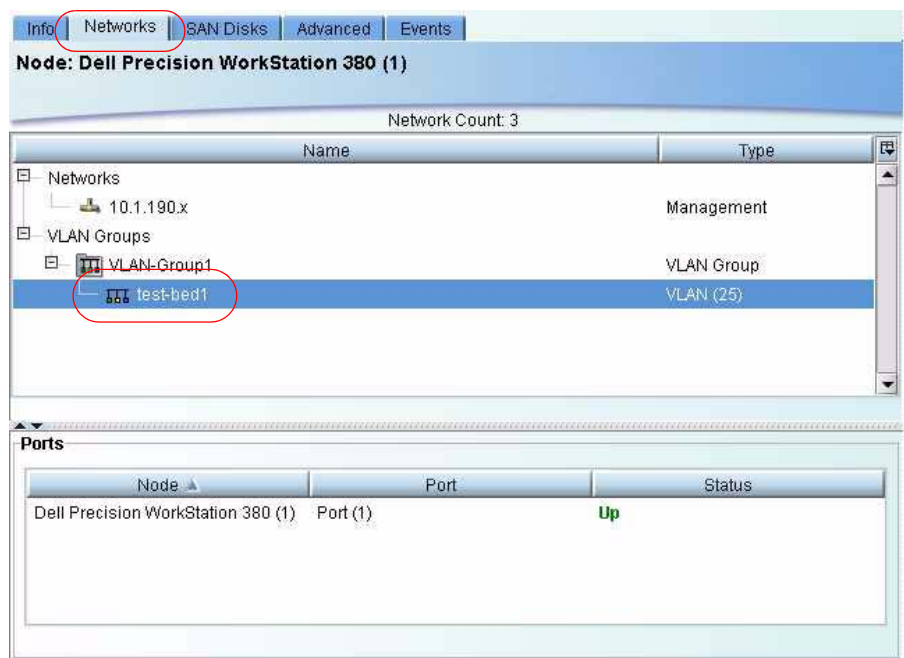 Info Networks SAN Disks Advanced Events
Node: Dell Precision WorkStation 380 (1)
Network Count: 3
Name Type
Networks
10.1.190.x Management
VLAN Groups
VLAN-Group1 VLAN Group
test-bed1 VLAN (25)
Ports
Node Port Status
Dell Precision WorkStation 380 (1) Port (1) Up